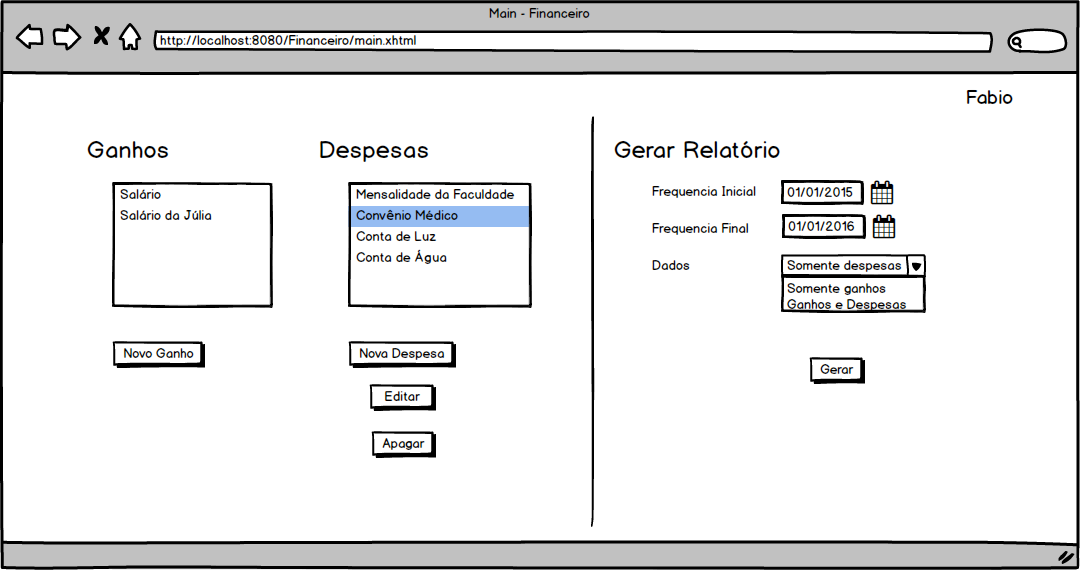 Main - Financeiro
http://localhost:8080/Financeiro/main.xhtml
Fabio
Ganhos
Salário
Salário da Júlia
Novo Ganho
Despesas
Mensalidade da Faculdade
Convênio Médico
Conta de Luz
Conta de Água
Nova Despesa
Editar
Apagar
Gerar Relatório
Frequencia Inicial 01/01/2015
Frequencia Final 01/01/2016
Dados Somente despesas
Somente ganhos
Ganhos e Despesas
Gerar